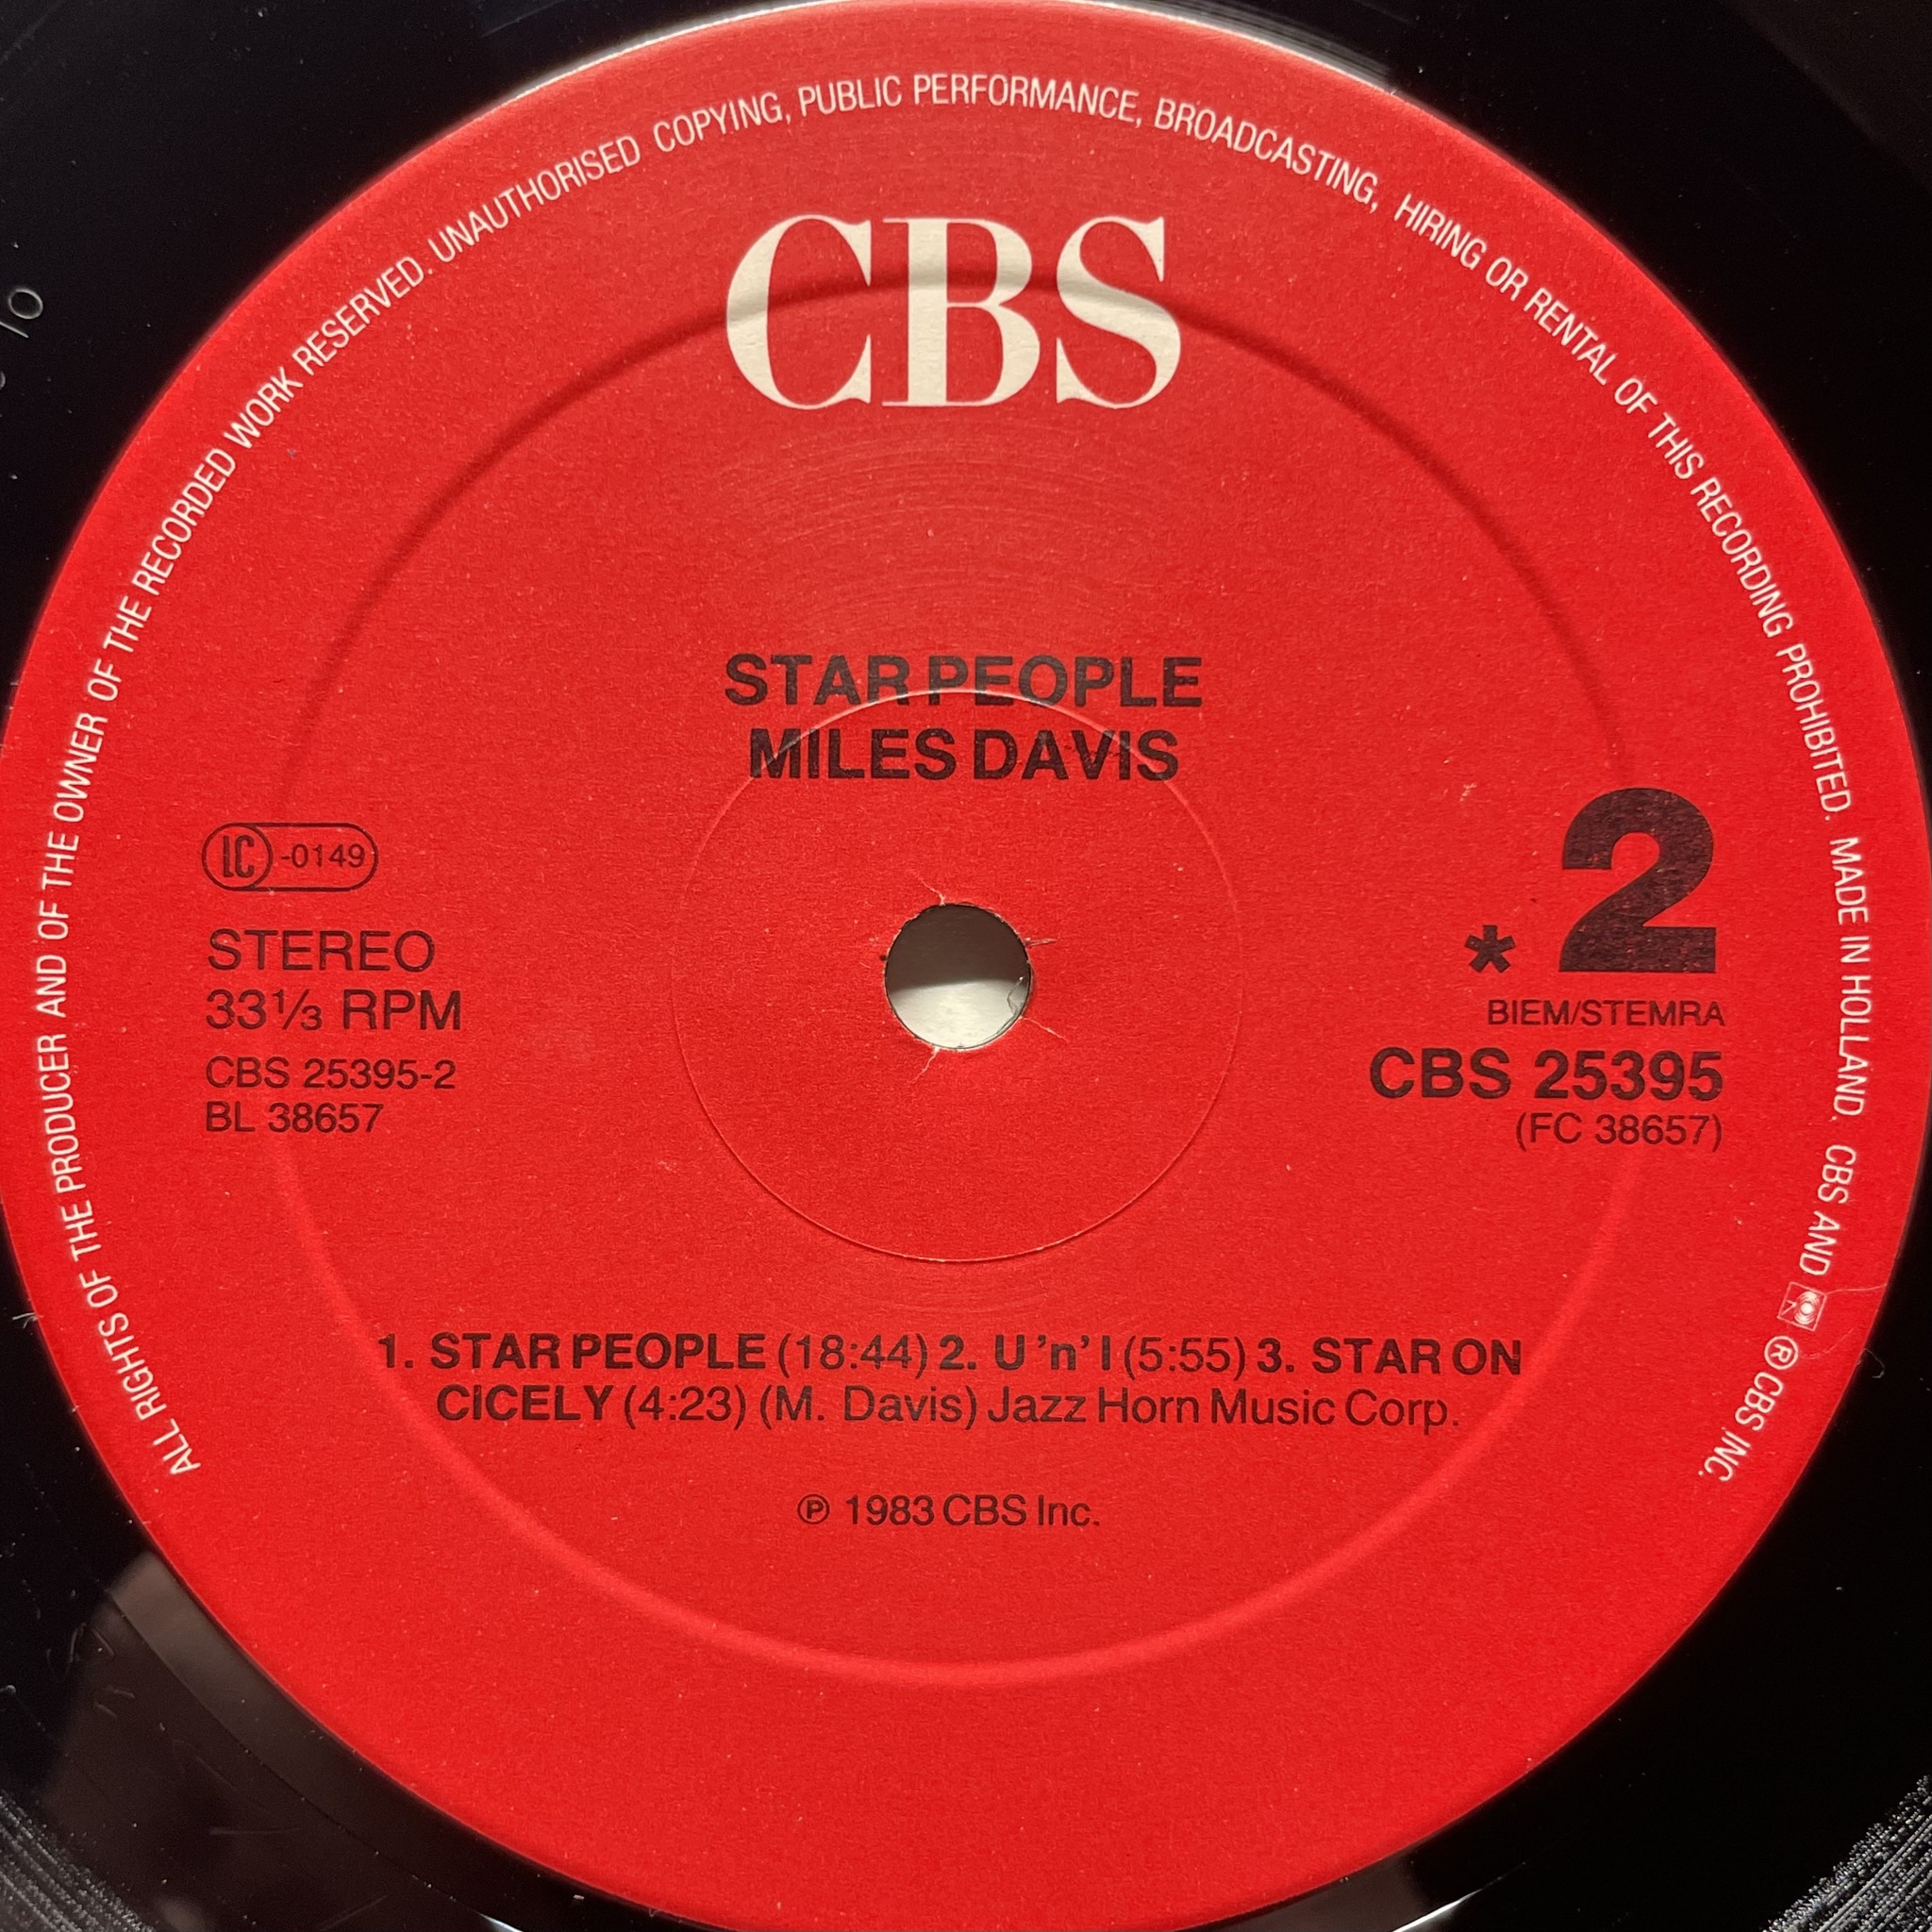 ALL RIGHTS OF THE PRODUCER AND OF THE OWNER OF THE RECORDED WORK RESERVED. UNAUTHORISED COPYING, PUBLIC PERFORMANCE, BROADCASTING, HIRING OR RENTAL OF THIS RECORDING PROHIBITED. MADE IN HOLLAND. CBS AND ® CBS INC.
CBS
STAR PEOPLE
MILES DAVIS
LC -0149
STEREO
33⅓ RPM
CBS 25395-2
BL 38657
* 2
BIEM/STEMRA
CBS 25395
(FC 38657)
1. STAR PEOPLE (18:44) 2. U 'n' I (5:55) 3. STAR ON
CICELY (4:23) (M. Davis) Jazz Horn Music Corp.
℗ 1983 CBS Inc.